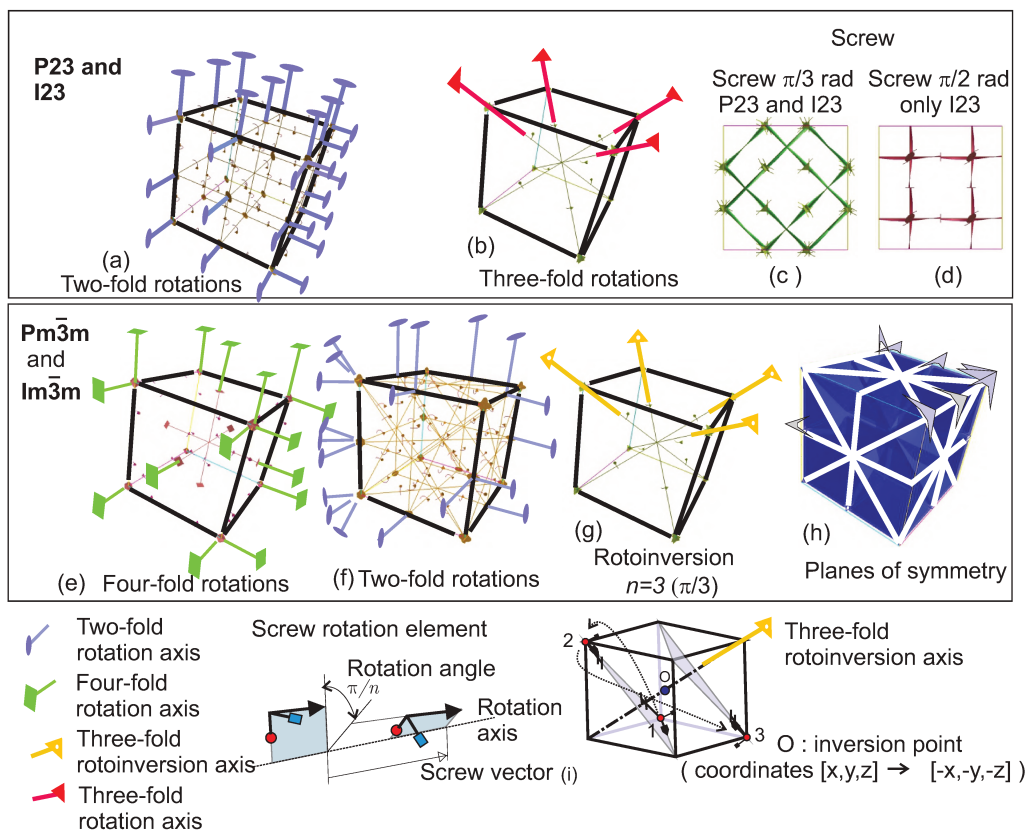 P23 and
I23
(a)
Two-fold rotations
(b)
Three-fold rotations
Screw
Screw π/3 rad
P23 and I23
(c )
Screw π/2 rad
only I23
(d)
Pm3̅m
and
Im3̅m
(e) Four-fold rotations
(f) Two-fold rotations
(g)
Rotoinversion
n=3 (π/3)
(h)
Planes of symmetry
Two-fold
rotation axis
Four-fold
rotation axis
Three-fold
rotoinversion axis
Three-fold
rotation axis
Screw rotation element
Rotation angle
π/n
Rotation
axis
Screw vector (i)
2
O
1
3
Three-fold
rotoinversion axis
O : inversion point
( coordinates [x,y,z] → [-x,-y,-z] )